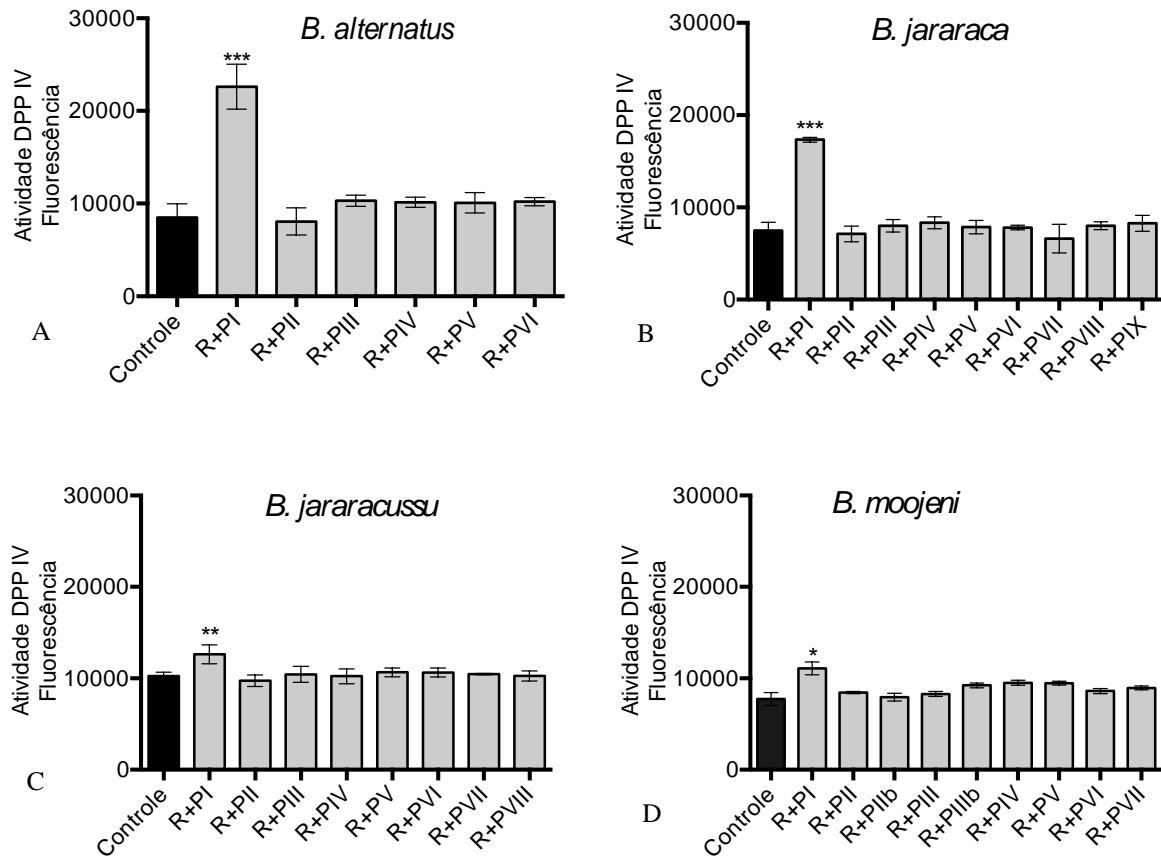 B. alternatus
Atividade DPP IV
Fluorescência
30000
20000
10000
0
***
Controle
R+PI
R+PII
R+PIII
R+PIV
R+PV
R+PVI
A
B. jararaca
Atividade DPP IV
Fluorescência
30000
20000
10000
0
***
Controle
R+PI
R+PII
R+PIII
R+PIV
R+PV
R+PVI
R+PVII
R+PVIII
R+PIX
B
B. jararacussu
Atividade DPP IV
Fluorescência
30000
20000
10000
0
**
Controle
R+PI
R+PII
R+PIII
R+PIV
R+PV
R+PVI
R+PVII
R+PVIII
C
B. moojeni
Atividade DPP IV
Fluorescência
30000
20000
10000
0
*
Controle
R+PI
R+PII
R+PIIb
R+PIII
R+PIIIb
R+PIV
R+PV
R+PVI
R+PVII
D